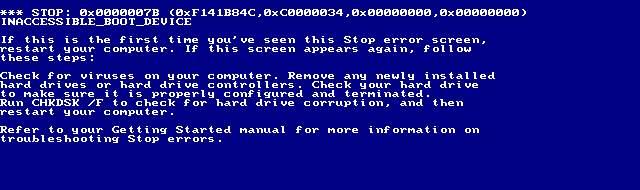 *** STOP: 0x0000007B (0xF141B84C,0xC0000034,0x00000000,0x00000000)
INACCESSIBLE_BOOT_DEVICE
If this is the first time you've seen this Stop error screen,
restart your computer. If this screen appears again, follow
these steps:
Check for viruses on your computer. Remove any newly installed
hard drives or hard drive controllers. Check your hard drive
to make sure it is properly configured and terminated.
Run CHKDSK /F to check for hard drive corruption, and then
restart your computer.
Refer to your Getting Started manual for more information on
troubleshooting Stop errors.